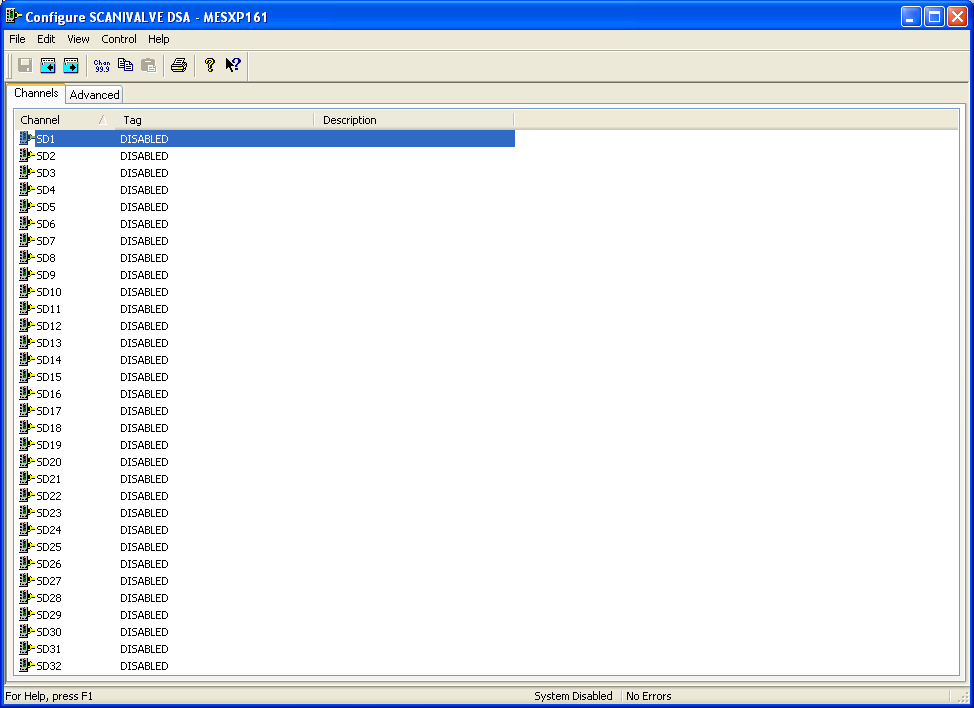 Configure SCANIVALVE DSA - MESXP161
File Edit View Control Help
Chan
99.9
Channels Advanced
Channel Tag Description
SD1 DISABLED
SD2 DISABLED
SD3 DISABLED
SD4 DISABLED
SD5 DISABLED
SD6 DISABLED
SD7 DISABLED
SD8 DISABLED
SD9 DISABLED
SD10 DISABLED
SD11 DISABLED
SD12 DISABLED
SD13 DISABLED
SD14 DISABLED
SD15 DISABLED
SD16 DISABLED
SD17 DISABLED
SD18 DISABLED
SD19 DISABLED
SD20 DISABLED
SD21 DISABLED
SD22 DISABLED
SD23 DISABLED
SD24 DISABLED
SD25 DISABLED
SD26 DISABLED
SD27 DISABLED
SD28 DISABLED
SD29 DISABLED
SD30 DISABLED
SD31 DISABLED
SD32 DISABLED
For Help, press F1 System Disabled No Errors